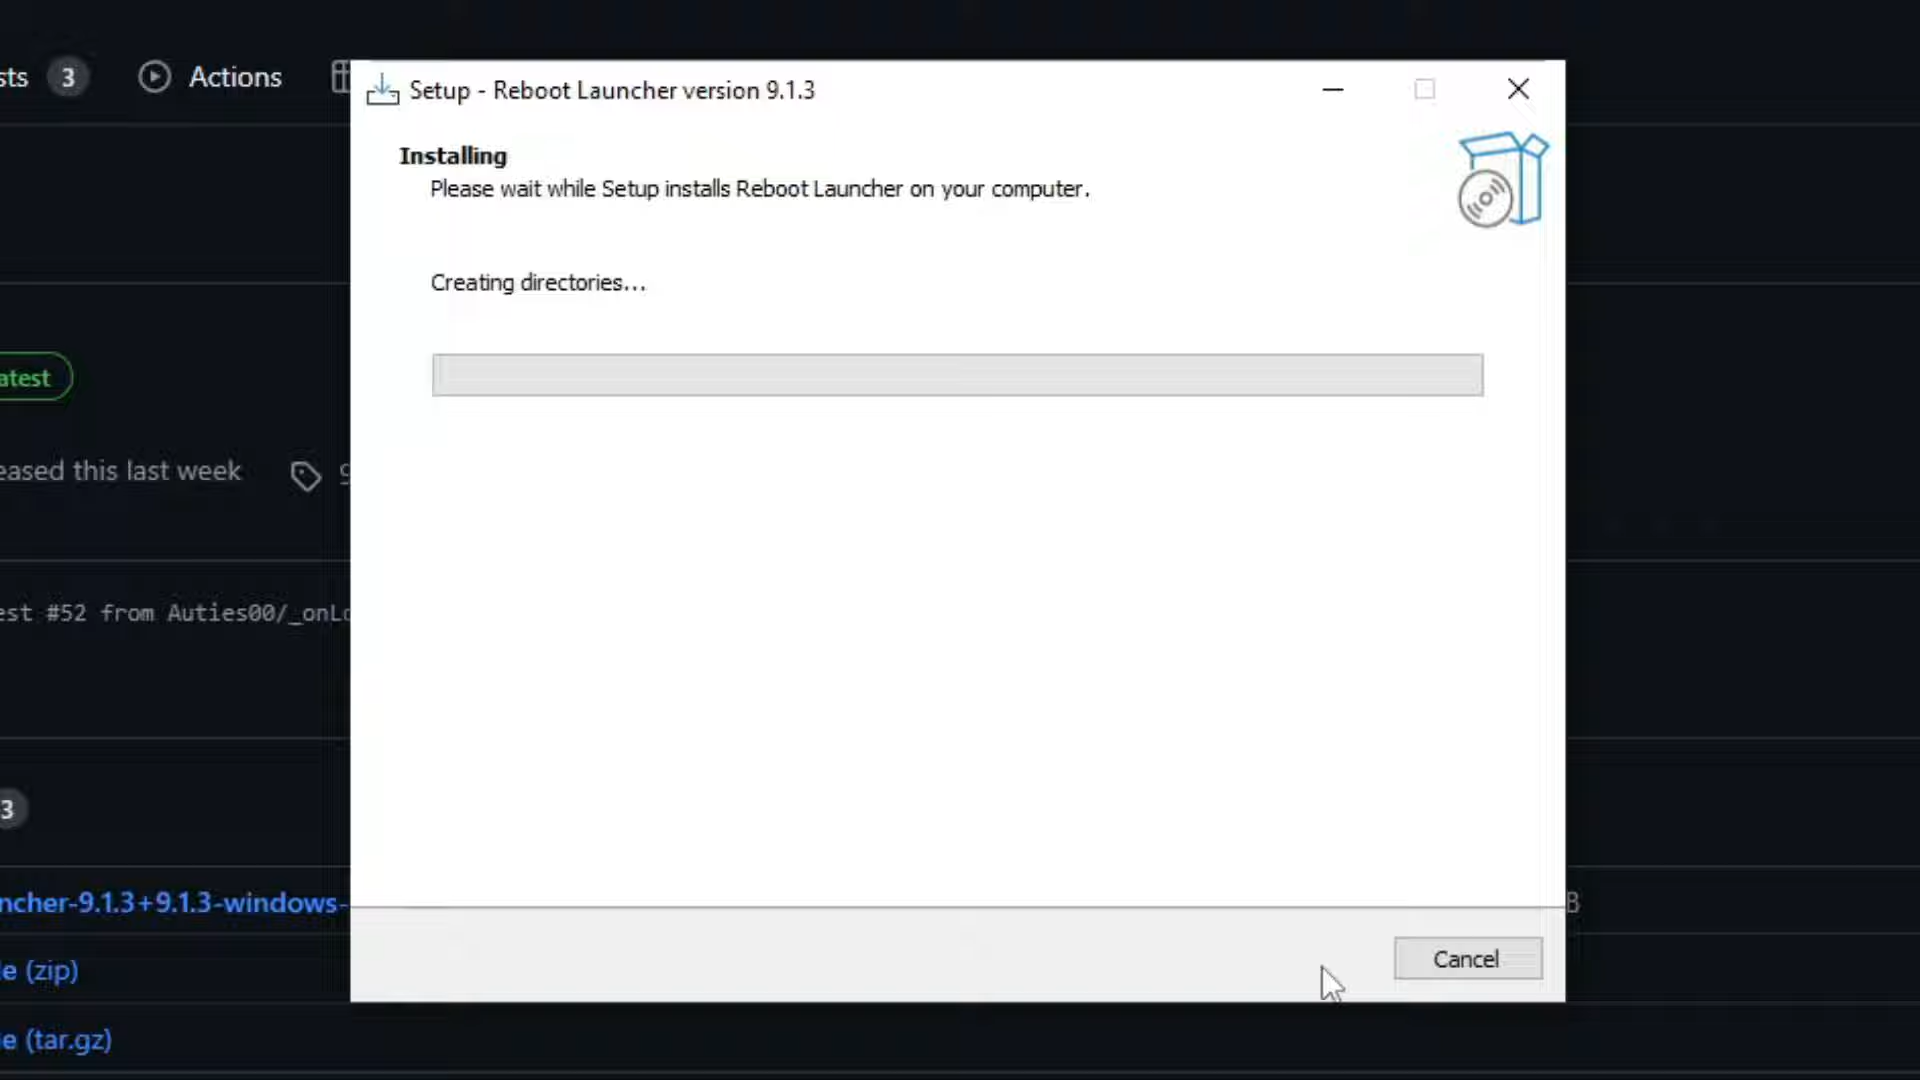 sts 3 Actions
Setup - Reboot Launcher version 9.1.3
Installing
Please wait while Setup installs Reboot Launcher on your computer.
Creating directories...
atest
eased this last week 9
est #52 from Auties00/_onLo
3
ncher-9.1.3+9.1.3-windows-
B
Cancel
e (zip)
e (tar.gz)